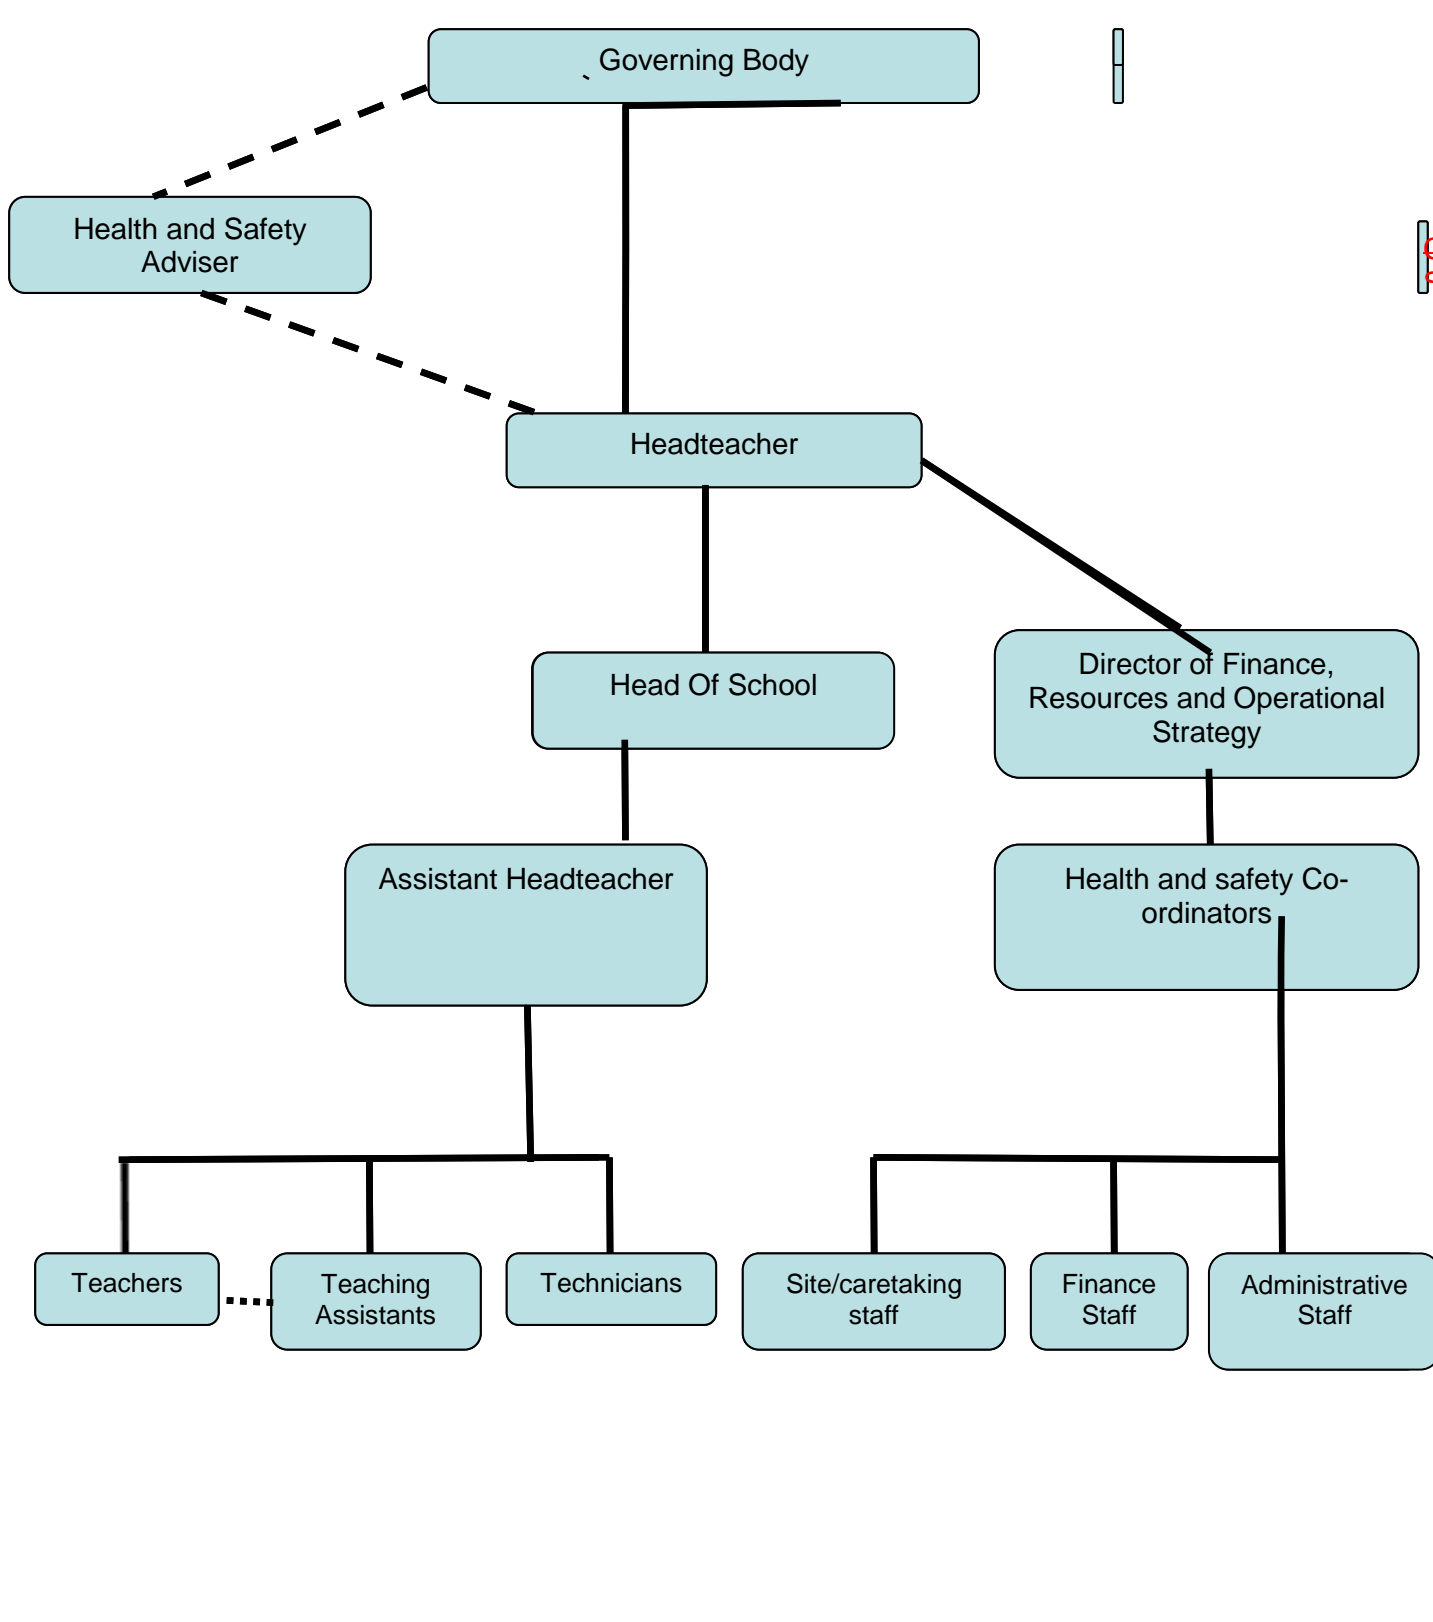 Governing Body
Health and Safety
Adviser
Headteacher
Head Of School
Director of Finance,
Resources and Operational
Strategy
Assistant Headteacher
Health and safety Co-
ordinators
Teachers
Teaching
Assistants
Technicians
Site/caretaking
staff
Finance
Staff
Administrative
Staff